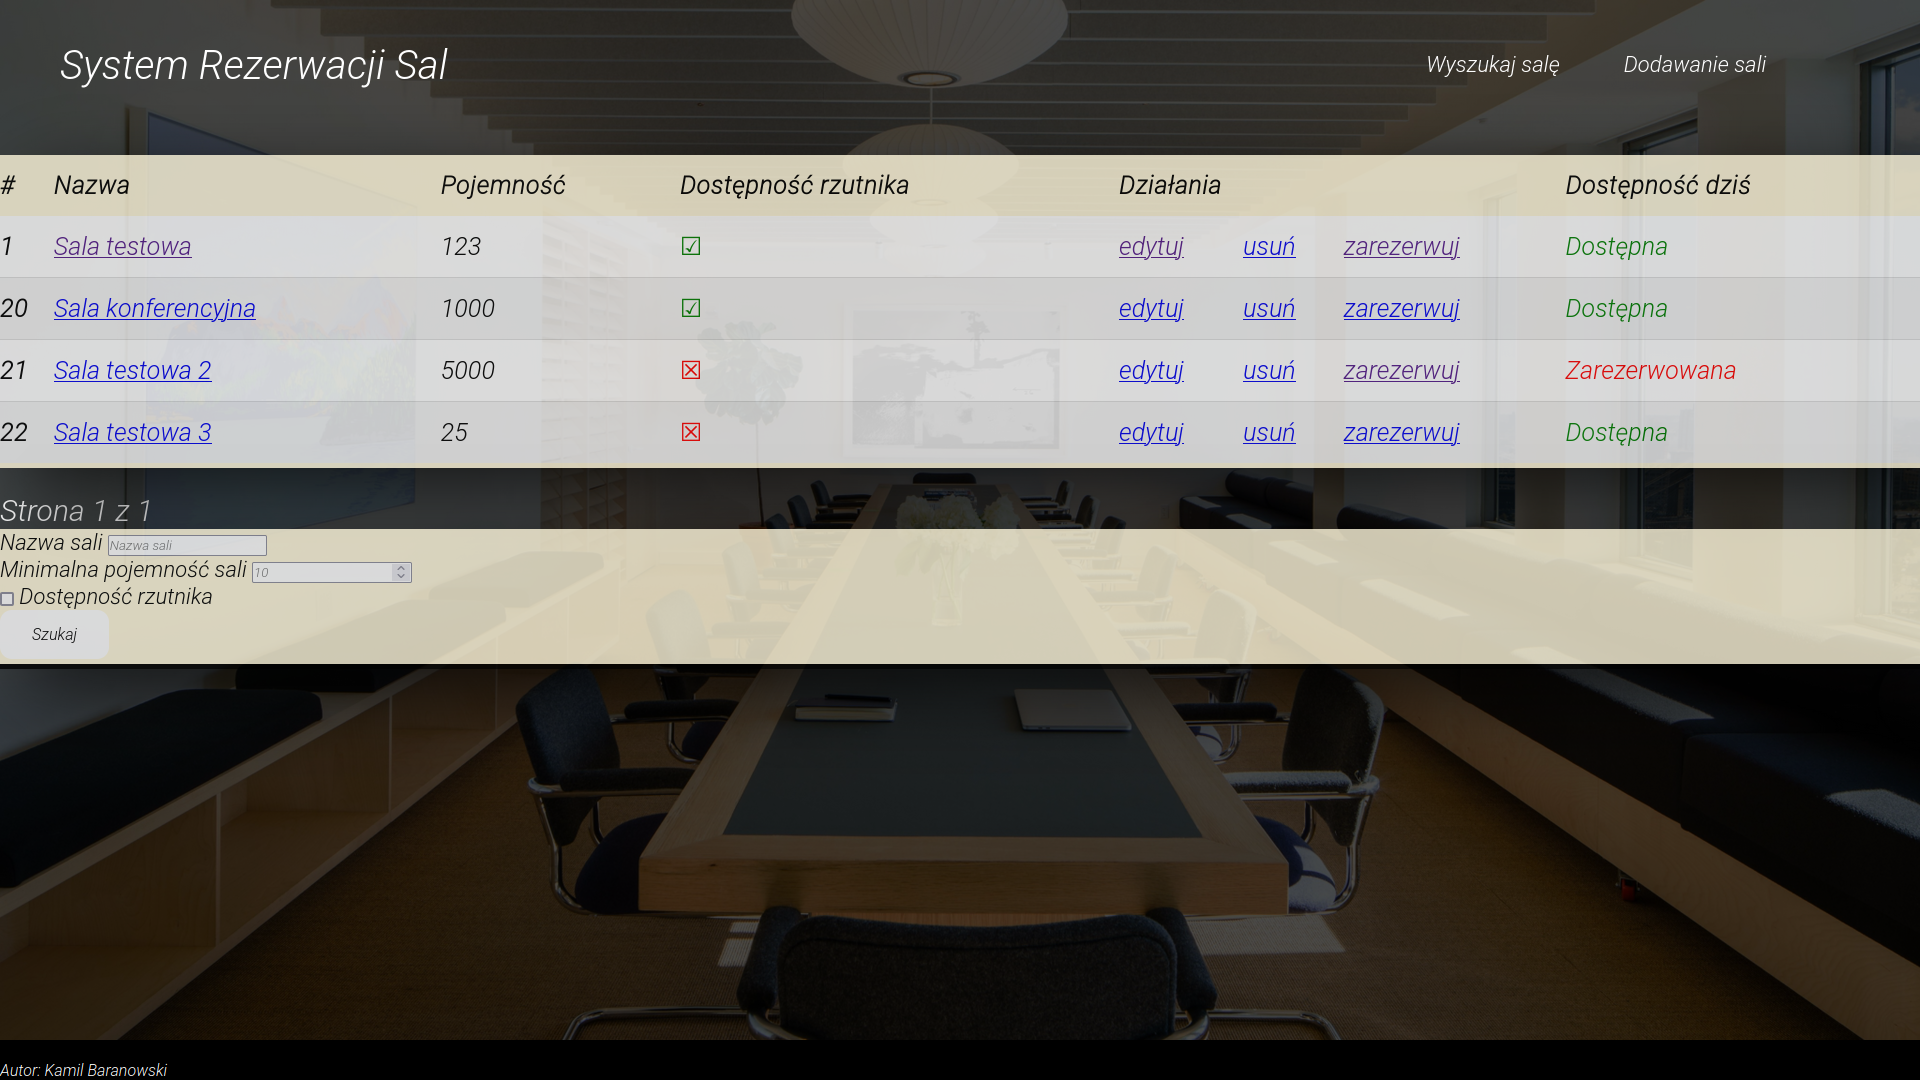 System Rezerwacji Sal Wyszukaj salę Dodawanie sali
# Nazwa Pojemność Dostępność rzutnika Działania Dostępność dziś
1 Sala testowa 123 ☑ edytuj usuń zarezerwuj Dostępna
20 Sala konferencyjna 1000 ☑ edytuj usuń zarezerwuj Dostępna
21 Sala testowa 2 5000 ☒ edytuj usuń zarezerwuj Zarezerwowana
22 Sala testowa 3 25 ☒ edytuj usuń zarezerwuj Dostępna
Strona 1 z 1
Nazwa sali Nazwa sali
Minimalna pojemność sali 10
Dostępność rzutnika
Szukaj
Autor: Kamil Baranowski